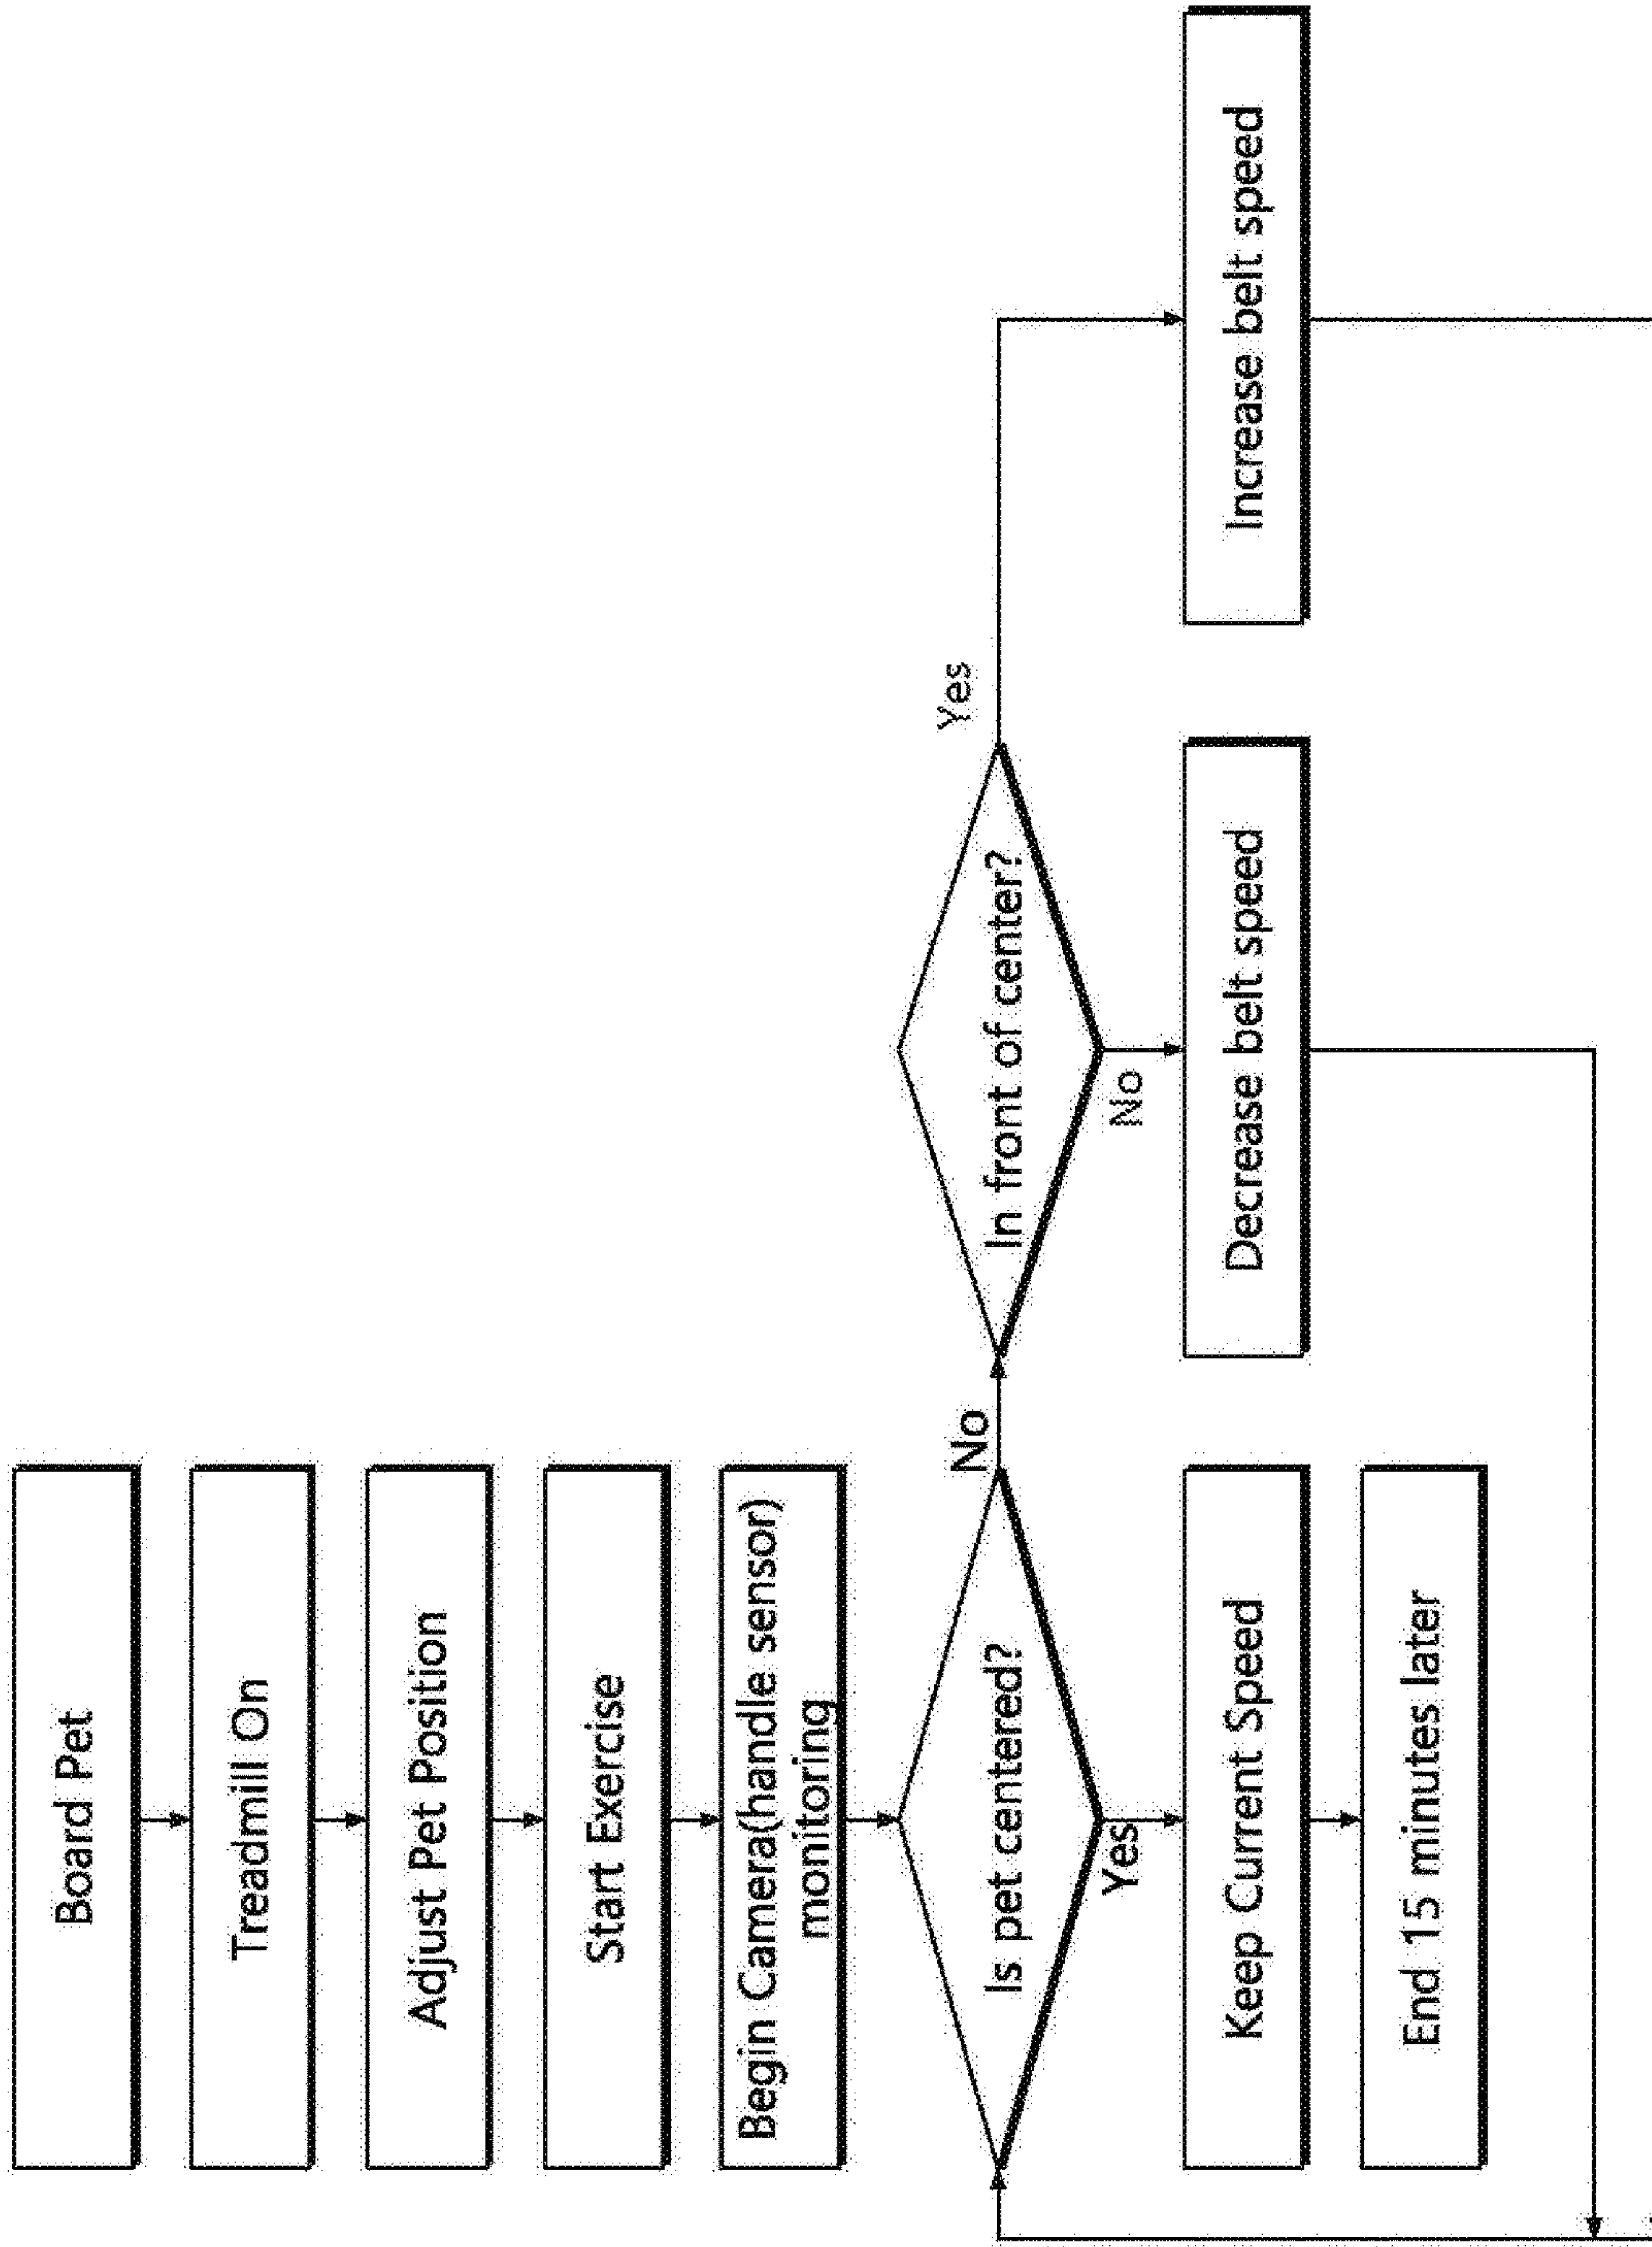 Board Pet
Treadmill On
Adjust Pet Position
Start Exercise
Begin Camera(handle sensor)
monitoring
Is pet centered?
No
In front of center?
Yes
Yes
No
Keep Current Speed
Decrease belt speed
Increase belt speed
End 15 minutes later